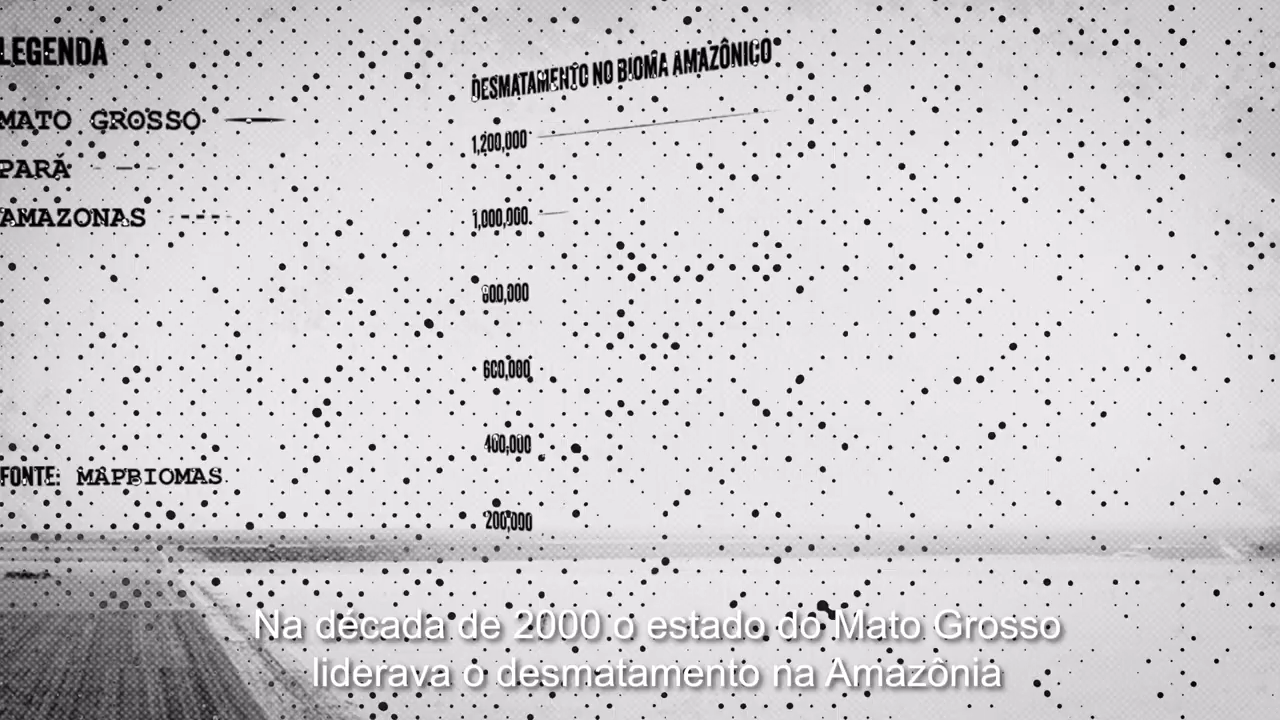 LEGENDA
MATO GROSSO
PARÁ
AMAZONAS
FONTE: MAPBIOMAS
DESMATAMENTO NO BIOMA AMAZÔNICO
1,200,000
1,000,000
800,000
600,000
400,000
200,000
Na década de 2000 o estado do Mato Grosso
liderava o desmatamento na Amazônia